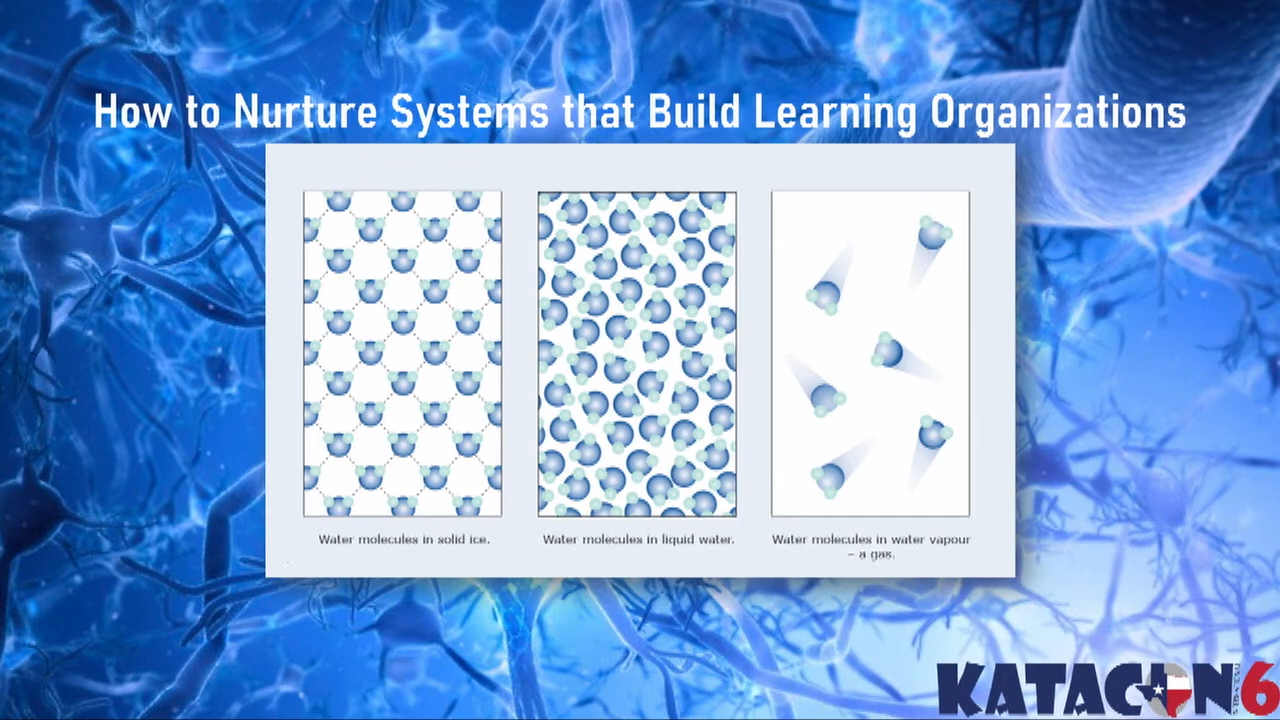 How to Nurture Systems that Build Learning Organizations
Water molecules in solid ice.
Water molecules in liquid water.
Water molecules in water vapour
– a gas.
KATACON6